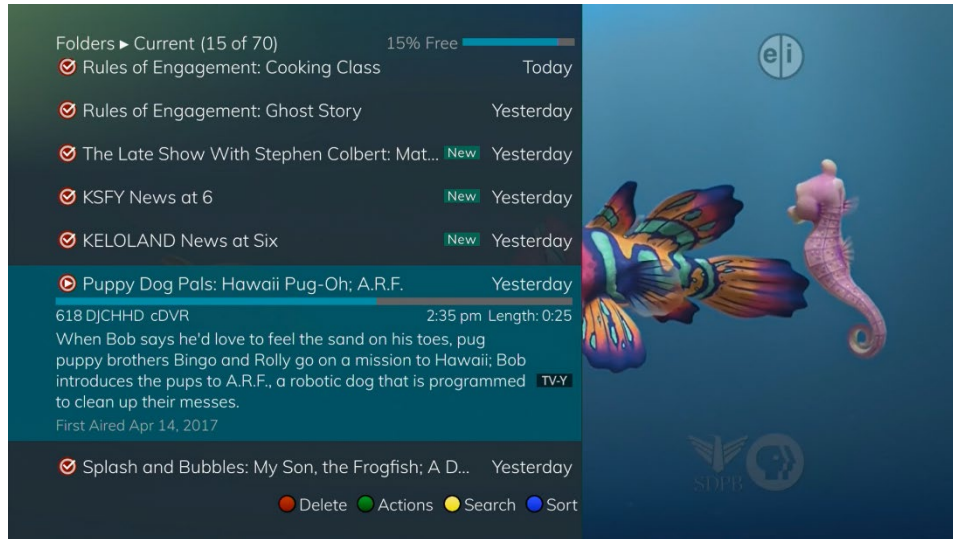 Folders ▸ Current (15 of 70) 15% Free
Rules of Engagement: Cooking Class Today
Rules of Engagement: Ghost Story Yesterday
The Late Show With Stephen Colbert: Mat... New Yesterday
KSFY News at 6 New Yesterday
KELOLAND News at Six New Yesterday
Puppy Dog Pals: Hawaii Pug-Oh; A.R.F. Yesterday
618 DJCHHD cDVR 2:35 pm Length: 0:25
When Bob says he'd love to feel the sand on his toes, pug
puppy brothers Bingo and Rolly go on a mission to Hawaii; Bob
introduces the pups to A.R.F., a robotic dog that is programmed TV-Y
to clean up their messes.
First Aired Apr 14, 2017
Splash and Bubbles: My Son, the Frogfish; A D... Yesterday
Delete Actions Search Sort
e/i
SDPB